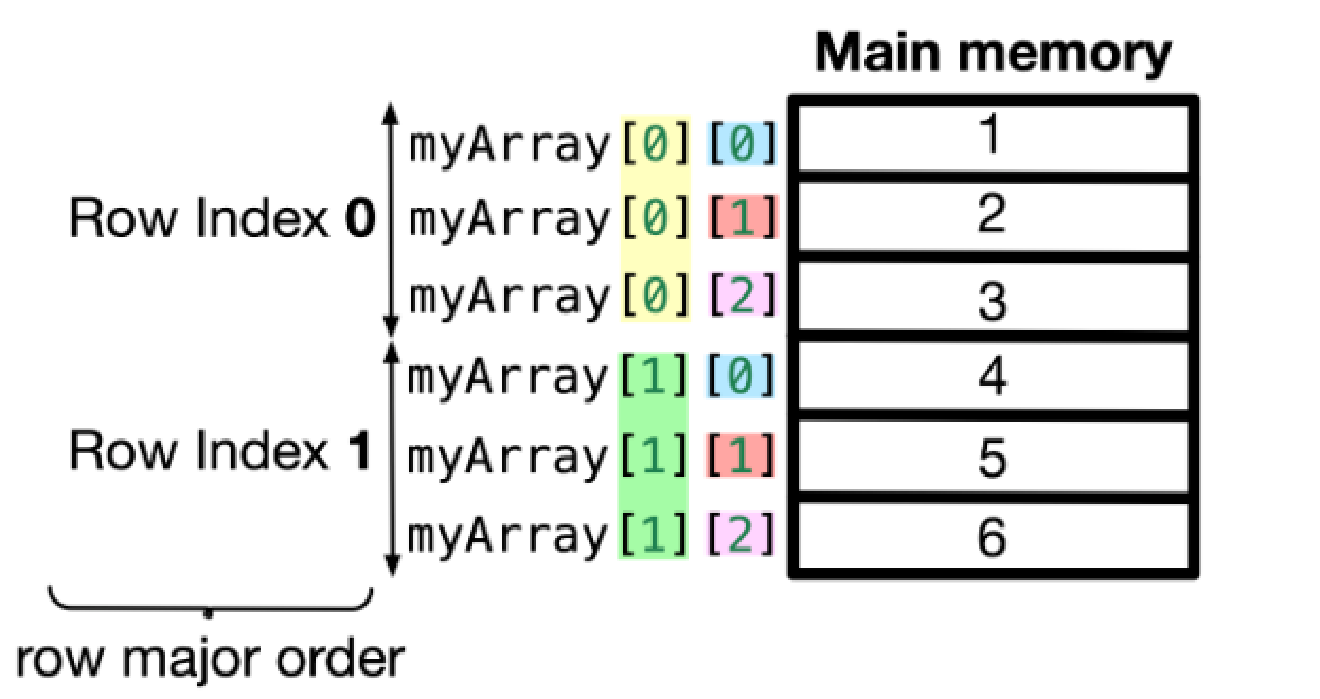 Main memory
myArray[0] [0] 1
Row Index 0 myArray[0] [1] 2
myArray[0] [2] 3
myArray[1] [0] 4
Row Index 1 myArray[1] [1] 5
myArray[1] [2] 6
row major order